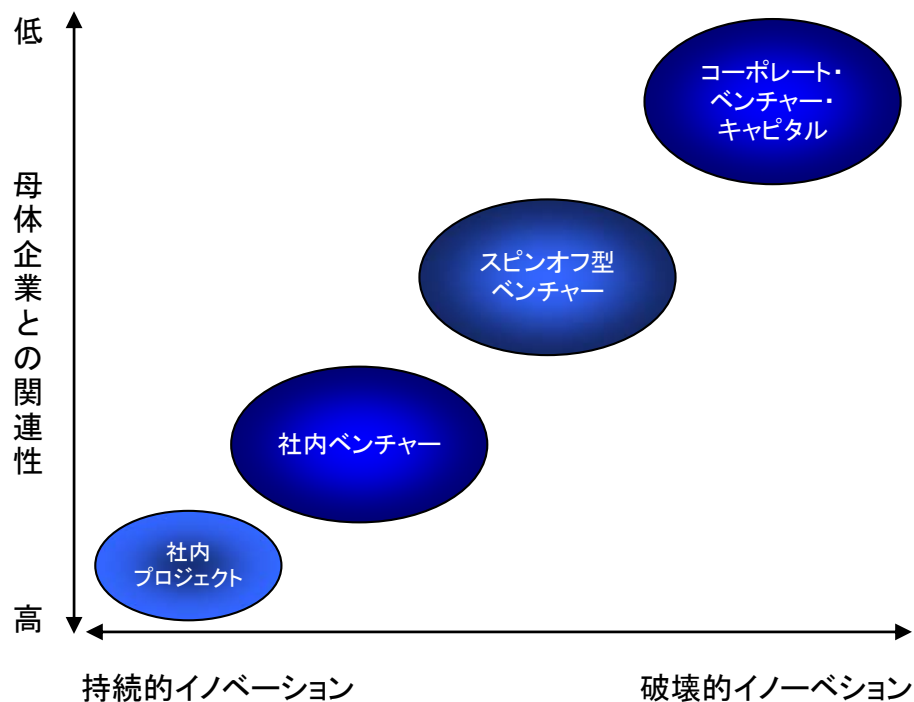 低
コーポレート・
ベンチャー・
キャピタル
母体企業との関連性
スピンオフ型
ベンチャー
社内ベンチャー
社内
プロジェクト
高
持続的イノベーション
破壊的イノーベション